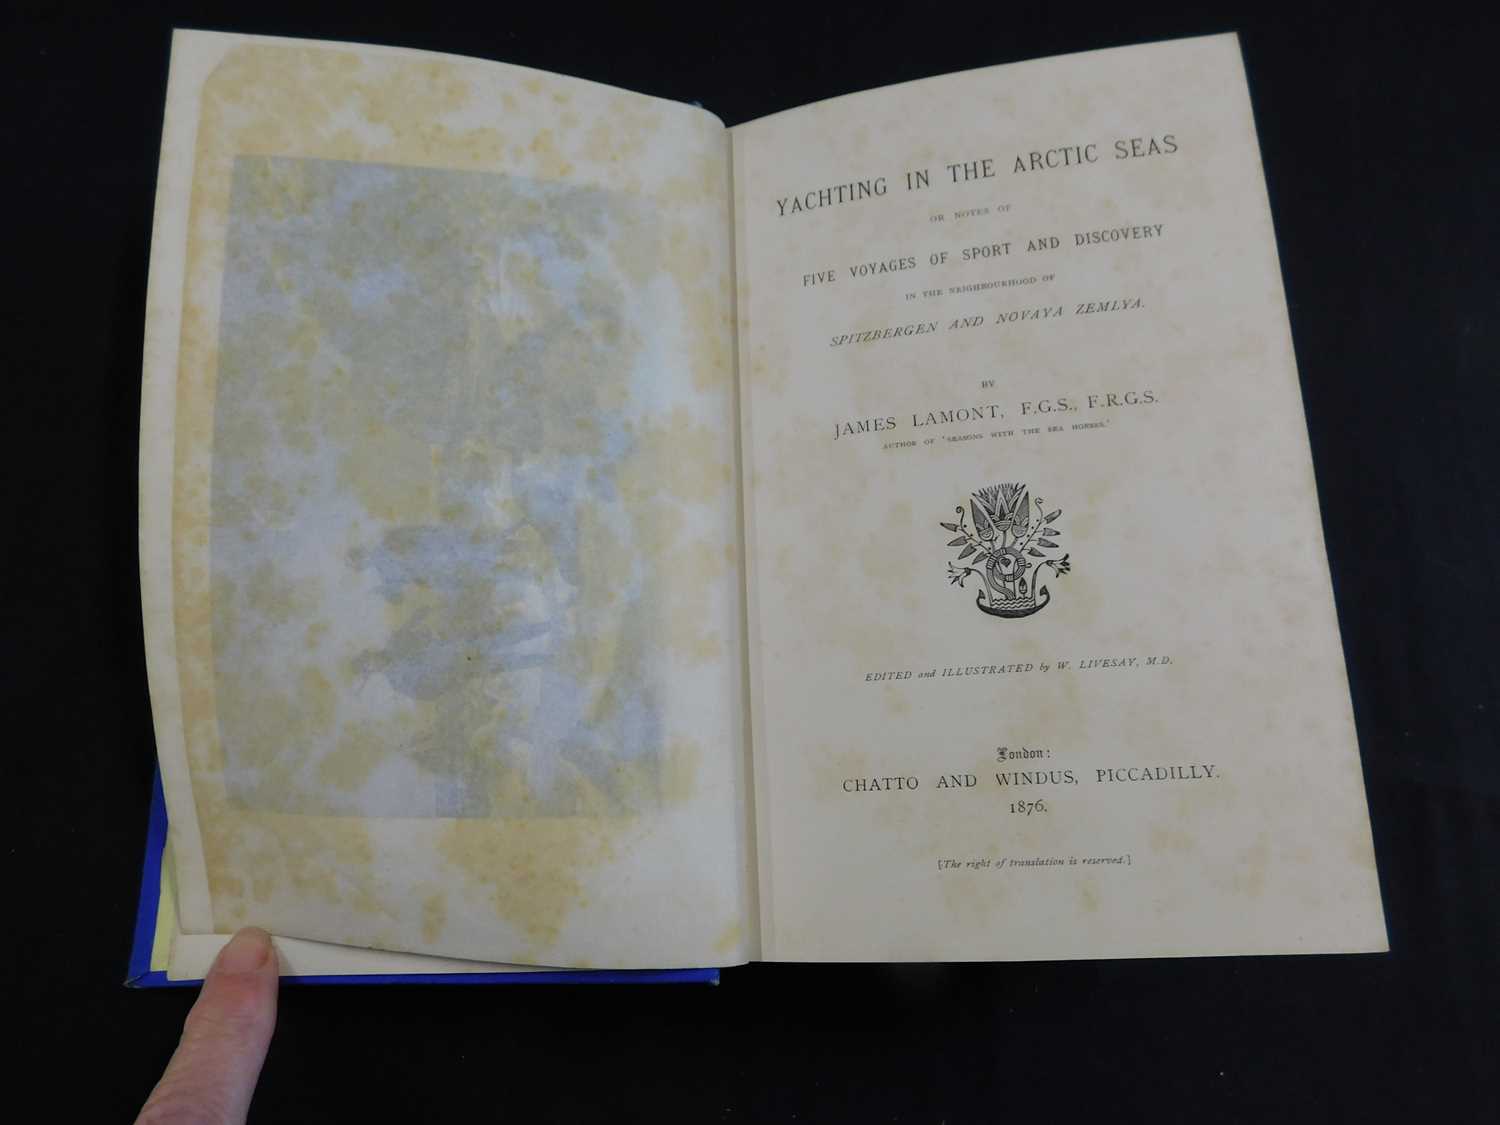 YACHTING IN THE ARCTIC SEAS
OR NOTES OF
FIVE VOYAGES OF SPORT AND DISCOVERY
IN THE NEIGHBOURHOOD OF
SPITZBERGEN AND NOVAYA ZEMLYA.
BY
JAMES LAMONT, F.G.S., F.R.G.S.
AUTHOR OF 'SEASONS WITH THE SEA HORSES.'
EDITED and ILLUSTRATED by W. LIVESAY, M.D.
London:
CHATTO AND WINDUS, PICCADILLY.
1876.
[The right of translation is reserved.]